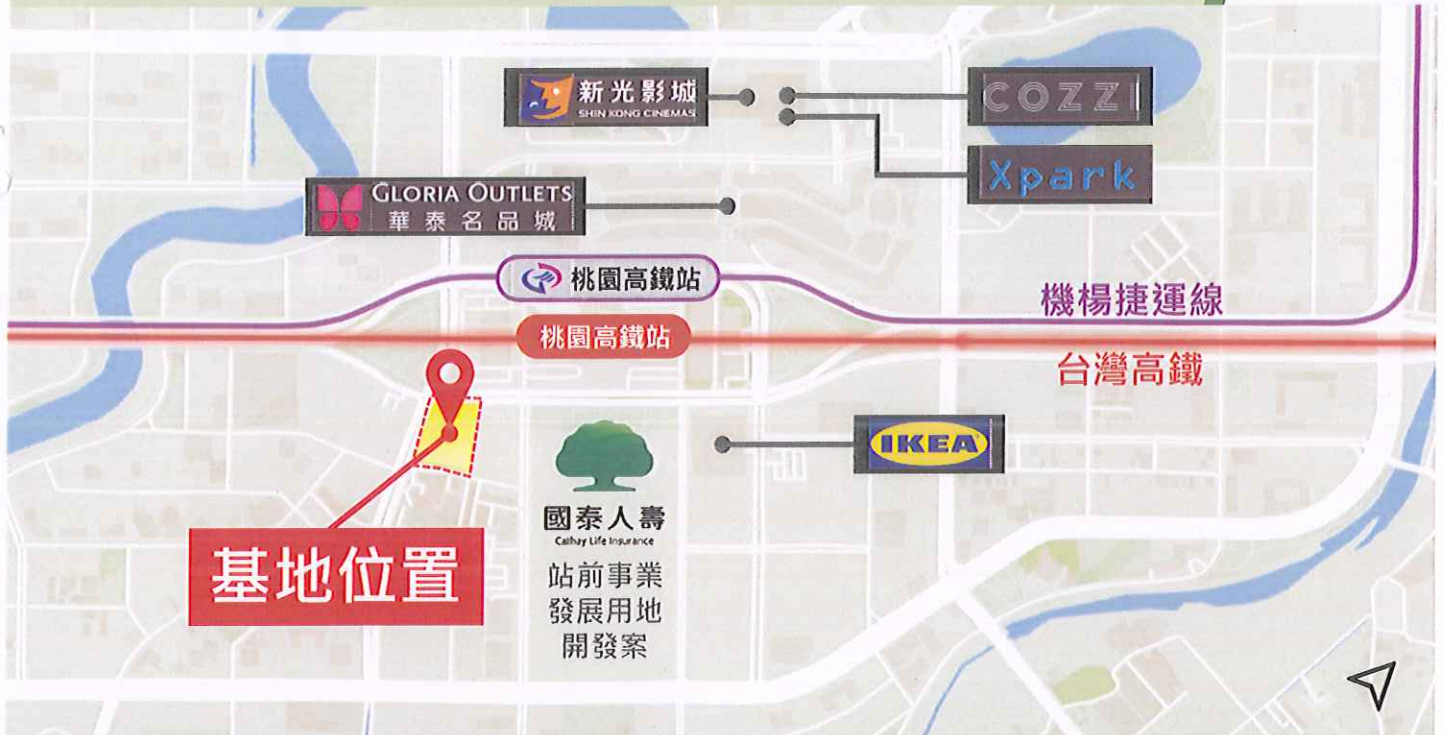 新光影城
SHIN KONG CINEMAS
COZZI
Xpark
GLORIA OUTLETS
華泰名品城
桃園高鐵站
機楊捷運線
桃園高鐵站
台灣高鐵
IKEA
國泰人壽
Cathay Life Insurance
基地位置
站前事業
發展用地
開發案